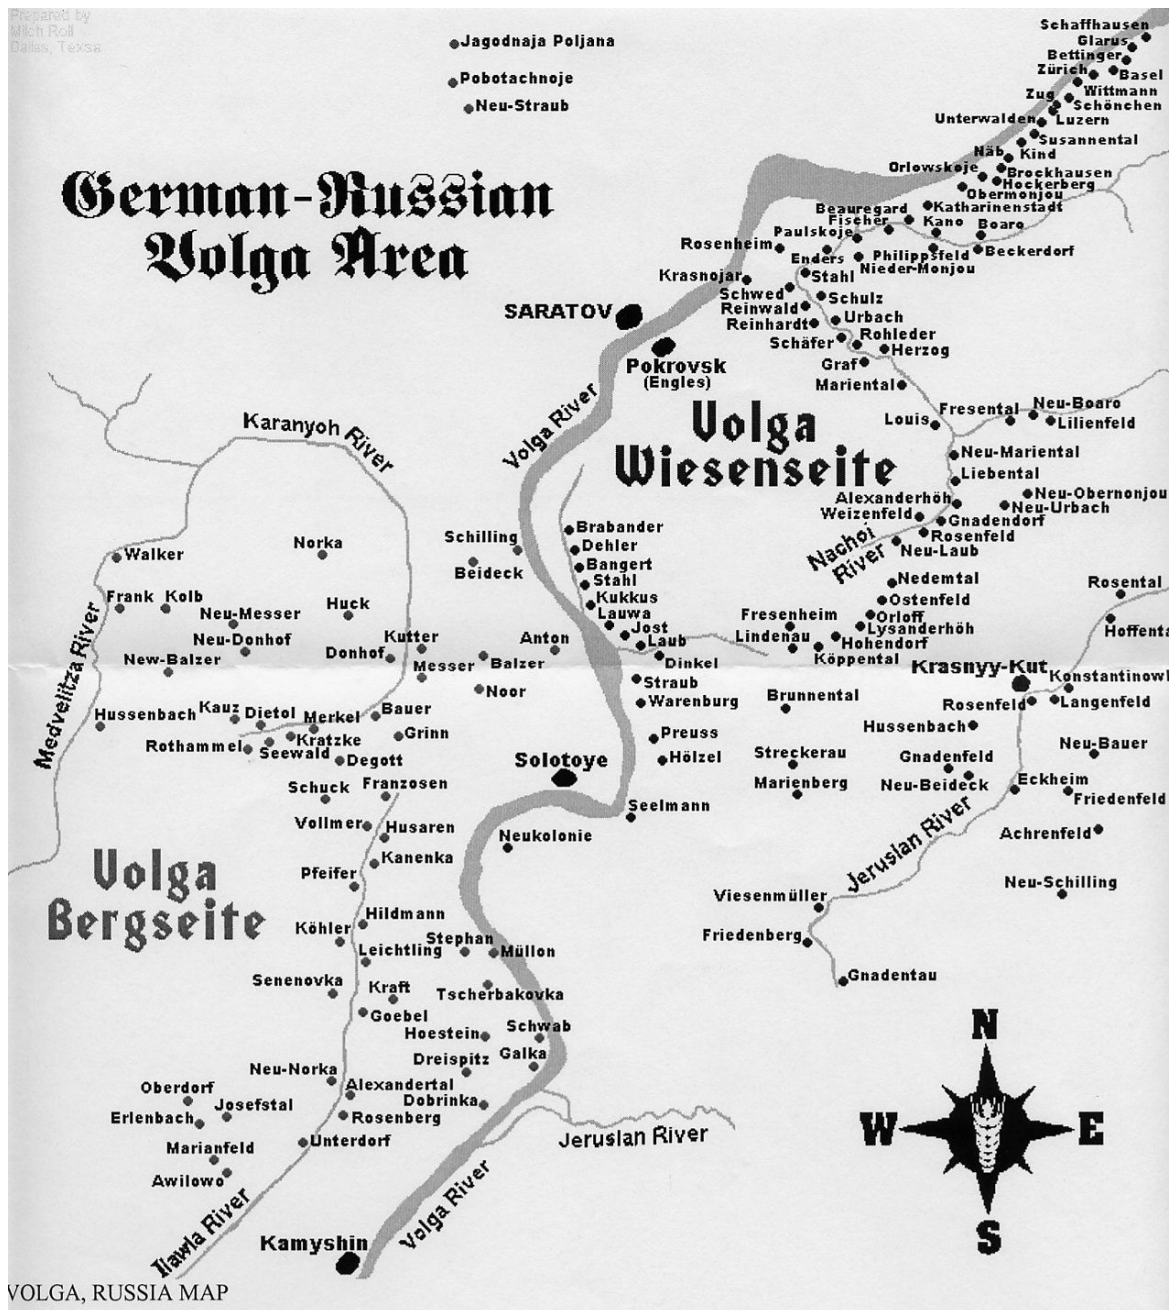 Prepared by
Mitch Roll
Dallas, Texsa
Jagodnaja Poljana
Pobotachnoje
Neu-Straub
German-Russian
Volga Area
Schaffhausen
Glarus
Bettinger
Zürich
Basel
Zug
Wittmann
Schönchen
Unterwalden
Luzern
Susannental
Näb
Kind
Orlowskoje
Brockhausen
Hockerberg
Obermonjou
Katharinenstadt
Beauregard
Fischer
Kano
Boaro
Paulskoje
Rosenheim
Enders
Philippsfeld
Beckerdorf
Nieder-Monjou
Krasnojar
Stahl
Schwed
Schulz
Reinwald
SARATOV
Urbach
Reinhardt
Rohleder
Schäfer
Herzog
Pokrovsk
(Engles)
Graf
Mariental
Volga River
Volga
Wiesenseite
Louis
Fresental
Neu-Boaro
Lilienfeld
Karanyoh River
Neu-Mariental
Liebental
Neu-Obernonjou
Alexanderhöh
Neu-Urbach
Weizenfeld
Gnadendorf
Rosenfeld
Nachoi
River
Neu-Laub
Brabander
Schilling
Dehler
Beideck
Bangert
Stahl
Kukkus
Lauwa
Jost
Laub
Dinkel
Straub
Warenburg
Walker
Norka
Nedemtal
Rosental
Ostenfeld
Frank
Kolb
Neu-Messer
Huck
Fresenheim
Orloff
Lysanderhöh
Hoffenta
Neu-Donhof
Kutter
Anton
Lindenau
Hohendorf
Köppental
New-Balzer
Donhof
Messer
Balzer
Krasnyy-Kut
Medvelitza River
Noor
Brunnental
Konstantinowk
Rosenfeld
Langenfeld
Hussenbach
Kauz
Dietol
Merkel
Bauer
Hussenbach
Rothammel
Seewald
Kratzke
Grinn
Preuss
Neu-Bauer
Degott
Solotoye
Hölzel
Streckerau
Gnadenfeld
Schuck
Franzosen
Marienberg
Neu-Beideck
Eckheim
Friedenfeld
Seelmann
Vollmer
Husaren
Neukolonie
Achrenfeld
Volga
Bergseite
Kanenka
Jeruslan River
Pfeifer
Neu-Schilling
Viesenmüller
Hildmann
Köhler
Stephan
Friedenberg
Leichtling
Müllon
Senenovka
Kraft
Tscherbakovka
Gnadentau
Goebel
Hoestein
Schwab
Dreispitz
Galka
Neu-Norka
Alexandertal
Oberdorf
Josefstal
Dobrinka
Erlenbach
Rosenberg
Unterdorf
Jeruslan River
Marianfeld
Awilowo
Ilawla River
Volga River
Kamyshin
N
W
E
S
VOLGA, RUSSIA MAP